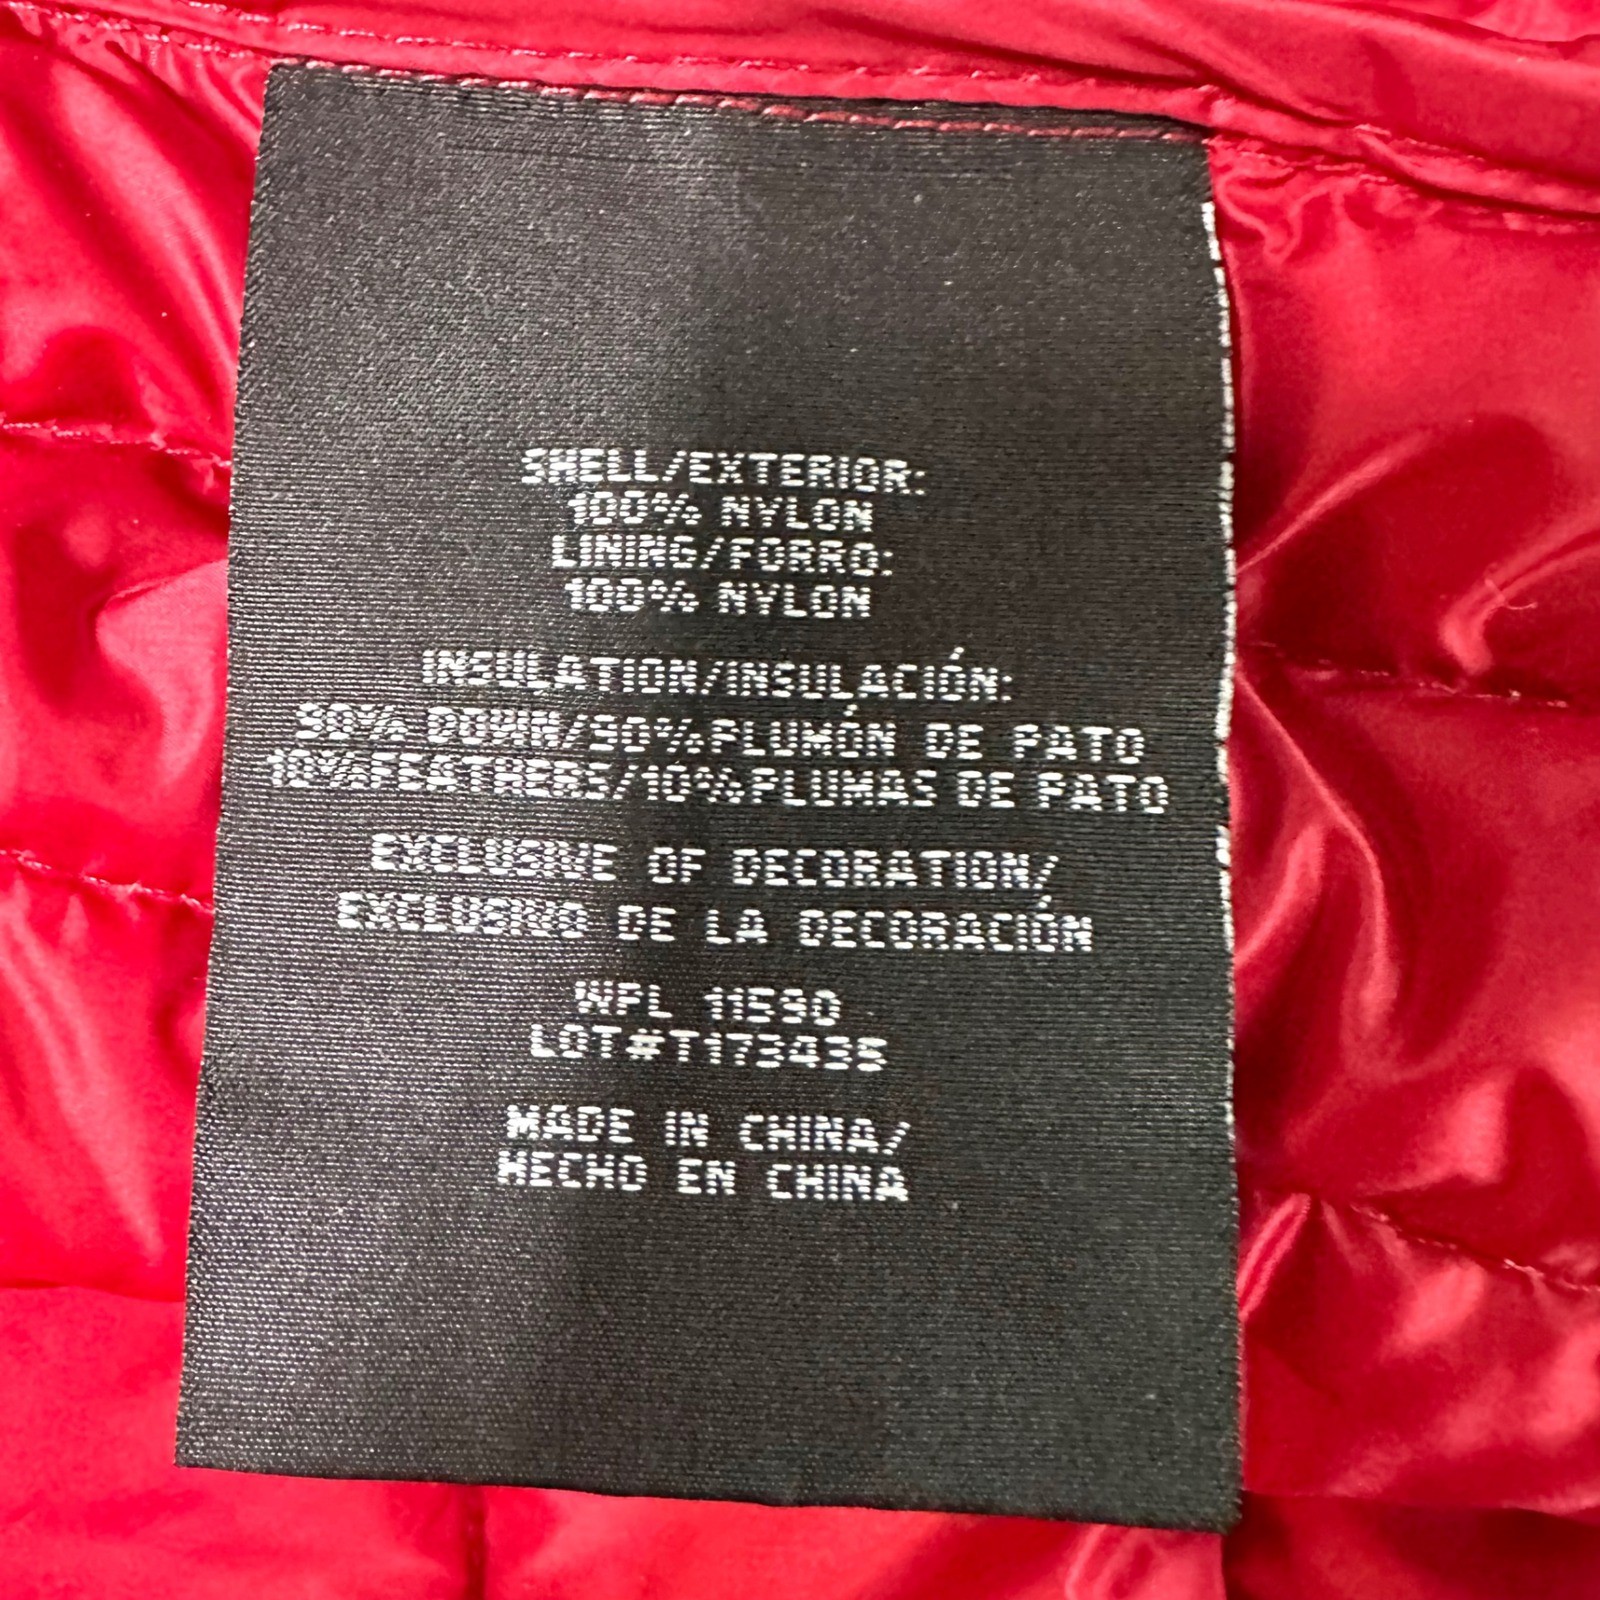 SHELL/EXTERIOR:
100% NYLON
LINING/FORRO:
100% NYLON
INSULATION/INSULACIÓN:
90% DOWN/90%PLUMÓN DE PATO
10%FEATHERS/10%PLUMAS DE PATO
EXCLUSIVE OF DECORATION/
EXCLUSIVO DE LA DECORACIÓN
WPL 11590
LOT#T173435
MADE IN CHINA/
HECHO EN CHINA